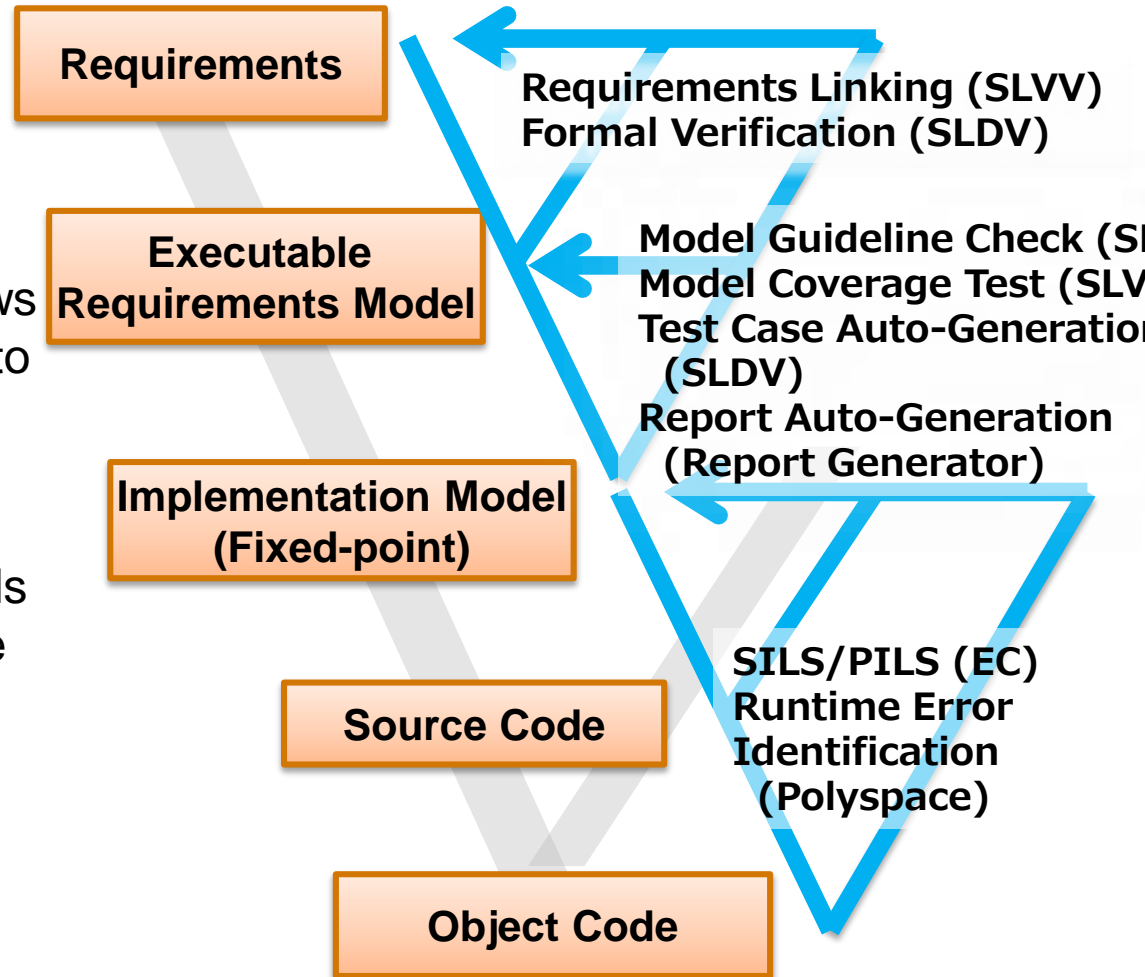 Requirements
Requirements Linking (SLVV)
Formal Verification (SLDV)
Executable
Requirements Model
to
Model Guideline Check
Model Coverage Test
Test Case Auto-Generation
(SLDV)
Report Auto-Generation
(Report Generator)
Implementation Model
(Fixed-point)
SILS/PILS (EC)
Runtime Error
Identification
(Polyspace)
Source Code
Object Code